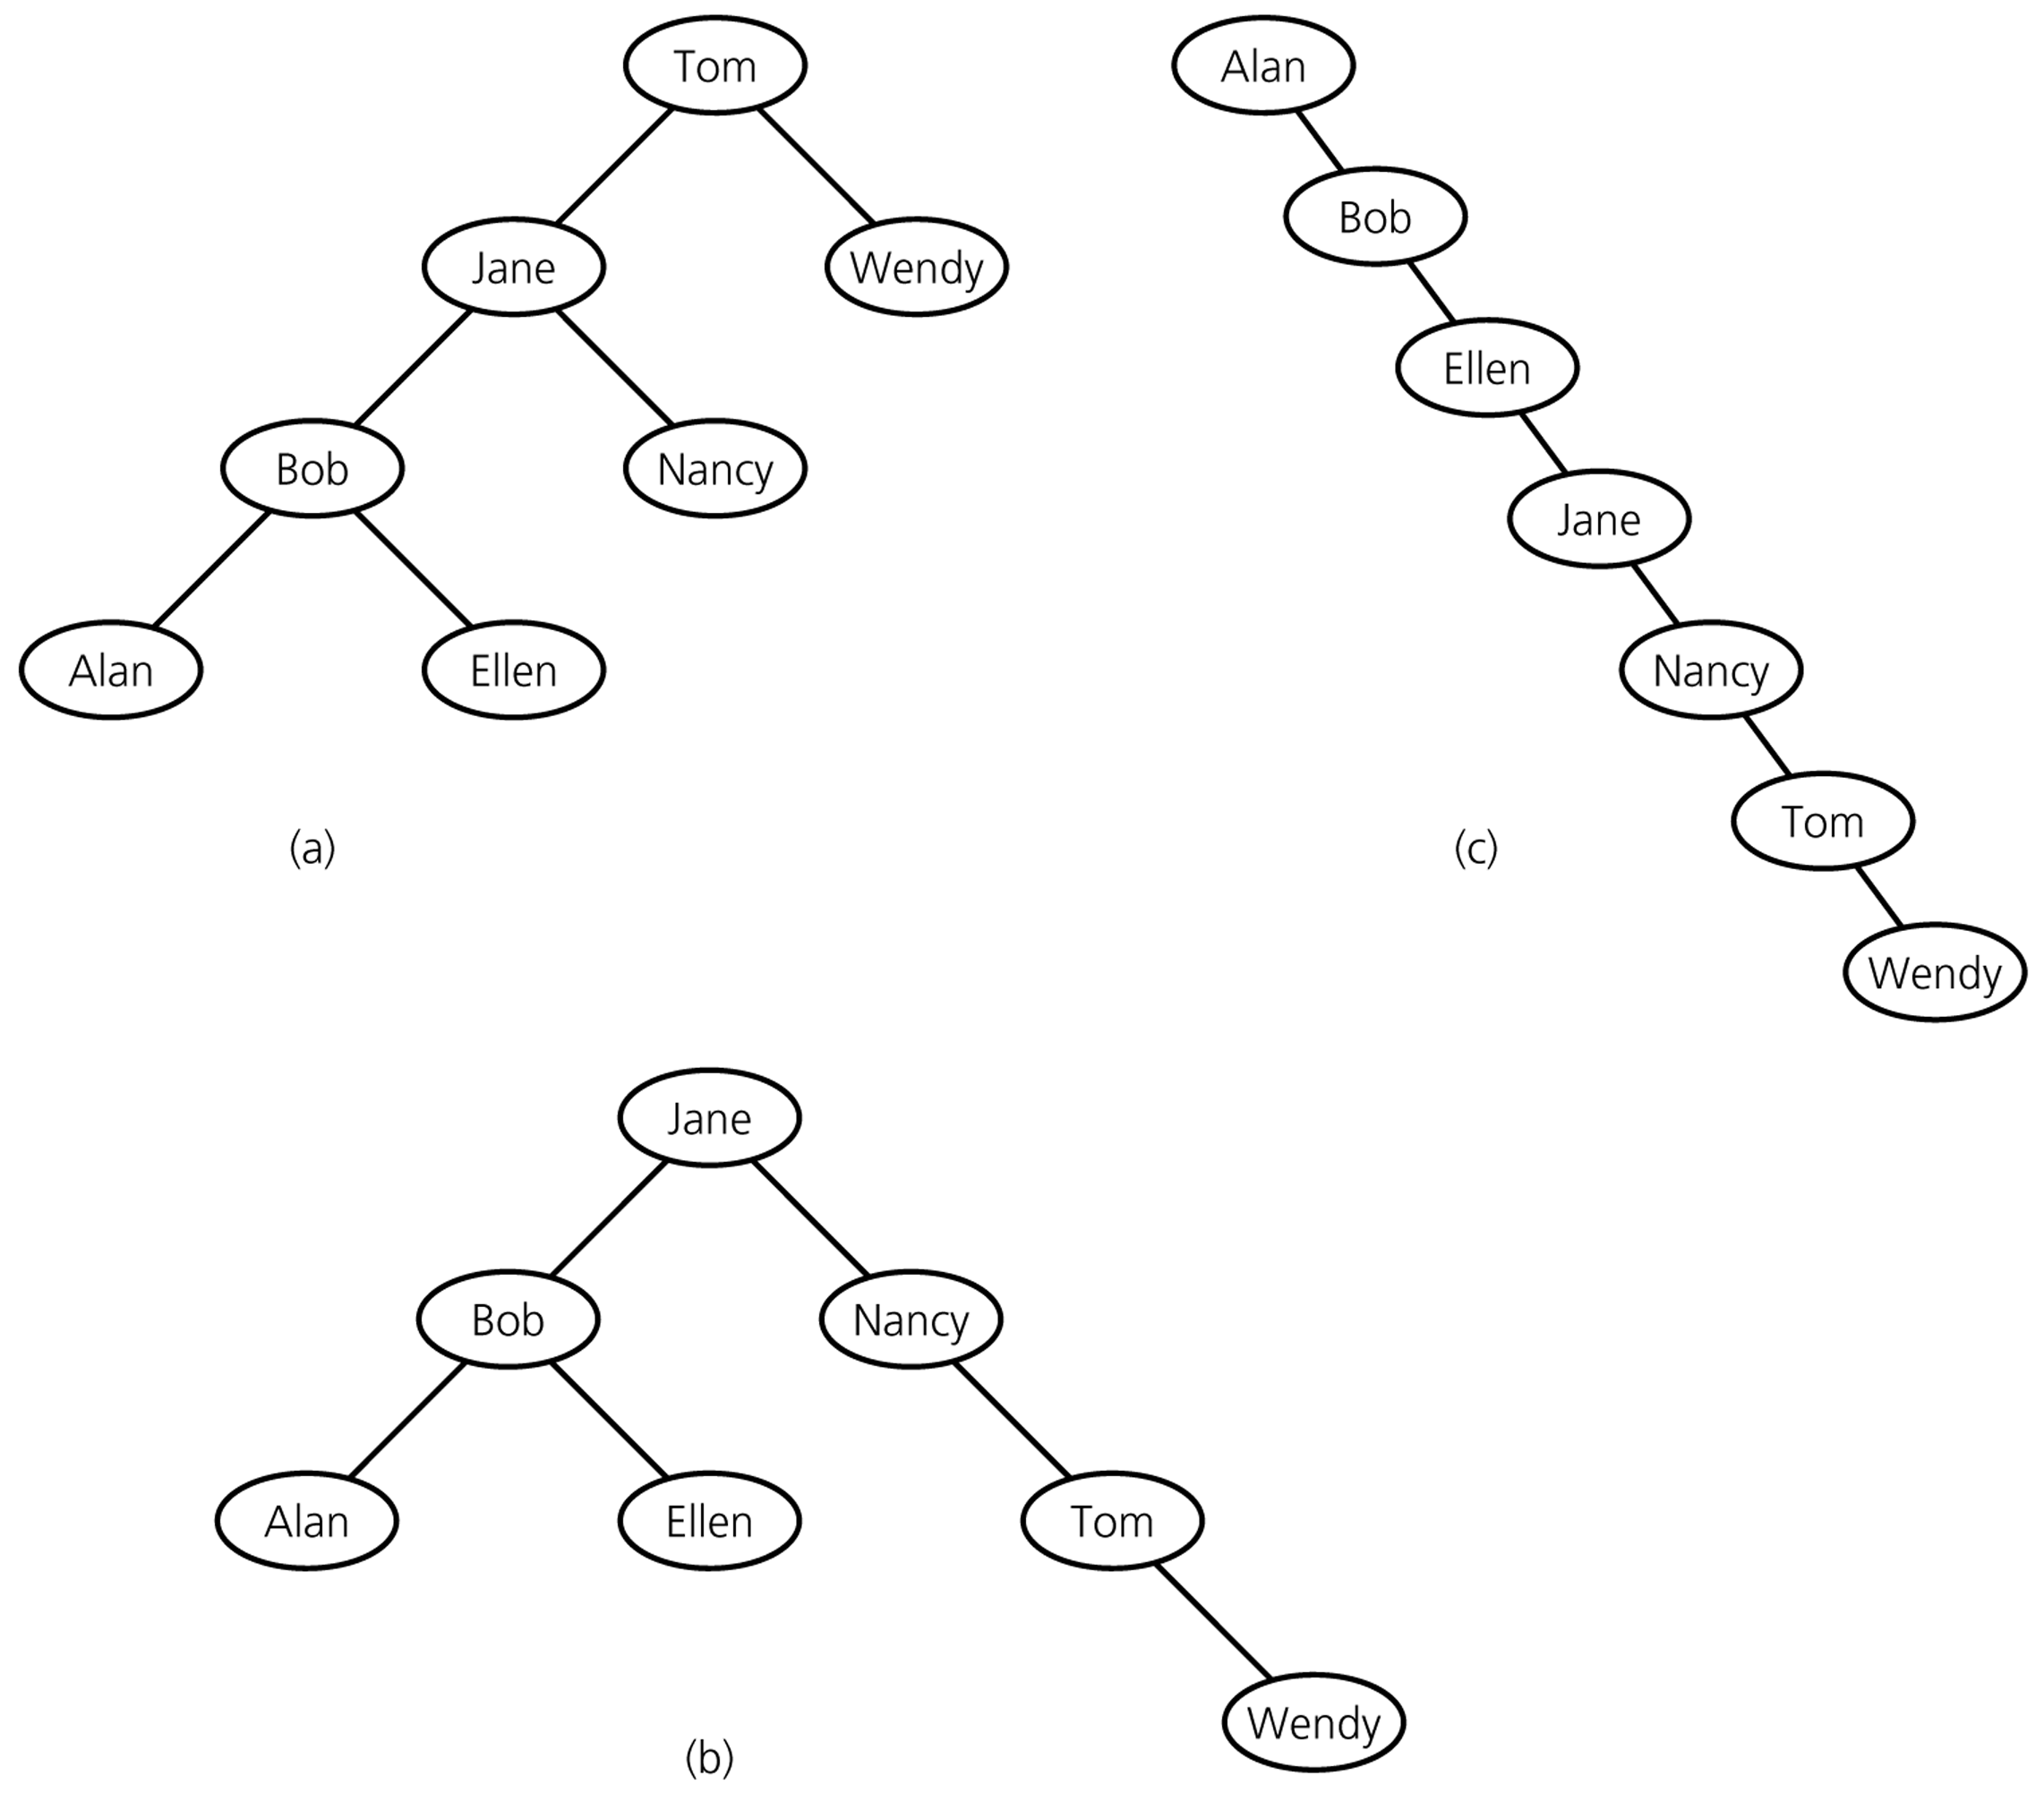 Tom
Jane
Wendy
Bob
Nancy
Alan
Ellen
(a)
Alan
Bob
Ellen
Jane
Nancy
Tom
Wendy
(c)
Jane
Bob
Nancy
Alan
Ellen
Tom
Wendy
(b)